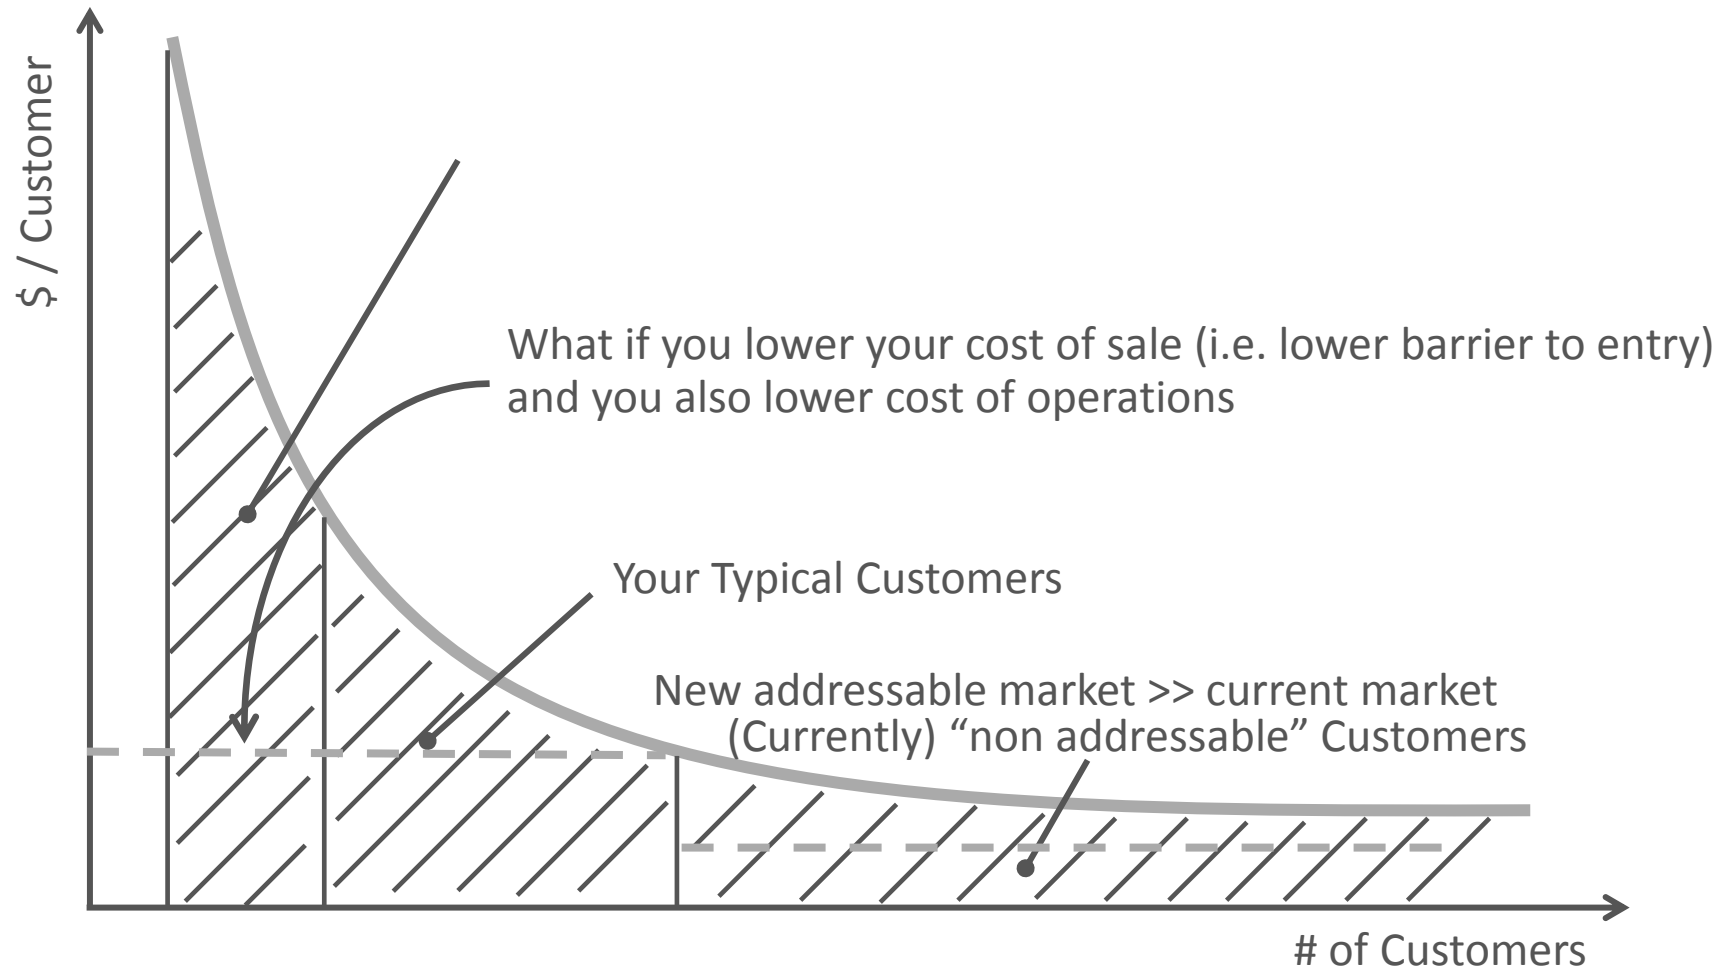 $ / Customer
What if you lower your cost of sale (i.e. lower barrier to entry)
and you also lower cost of operations
Your Typical Customers
New addressable market >> current market
(Currently) “non addressable” Customers
# of Customers